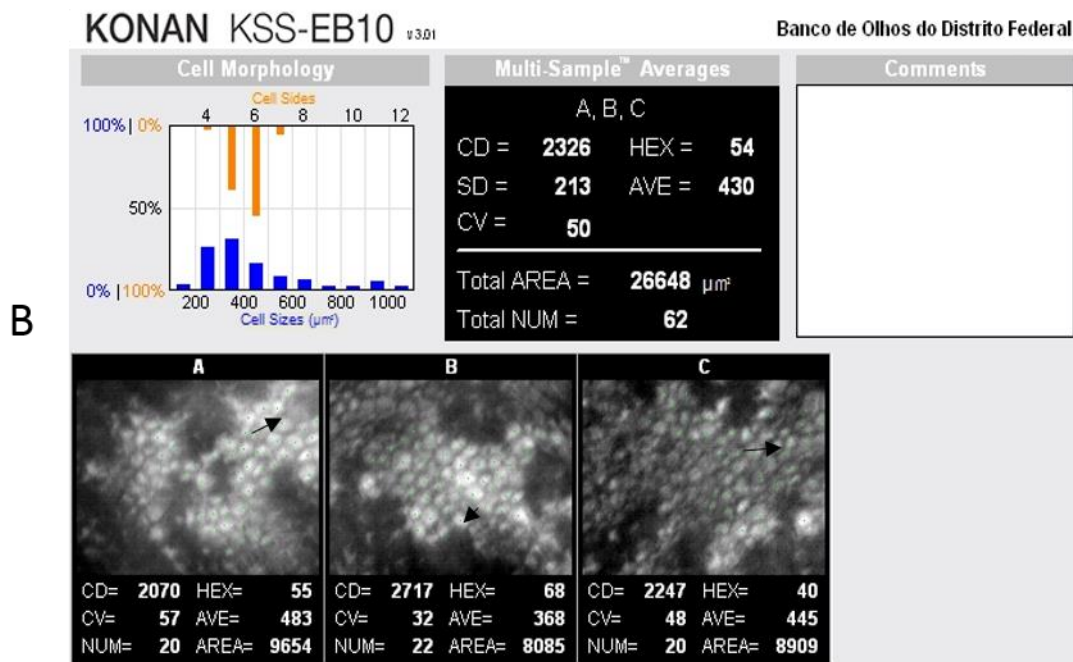 KONAN KSS-EB10 v 3.01
Banco de Olhos do Distrito Federal
Cell Morphology
Multi-Sample™ Averages
Comments
Cell Sides
4 6 8 10 12
100% | 0%
50%
0% | 100%
200 400 600 800 1000
Cell Sizes (µm²)
A, B, C
CD = 2326 HEX = 54
SD = 213 AVE = 430
CV = 50
Total AREA = 26648 µm²
Total NUM = 62
B
A
CD= 2070 HEX= 55
CV= 57 AVE= 483
NUM= 20 AREA= 9654
B
CD= 2717 HEX= 68
CV= 32 AVE= 368
NUM= 22 AREA= 8085
C
CD= 2247 HEX= 40
CV= 48 AVE= 445
NUM= 20 AREA= 8909